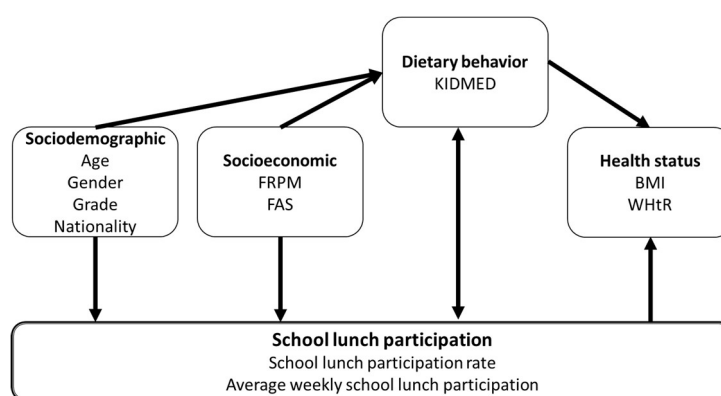 Dietary behavior
KIDMED
Sociodemographic
Age
Gender
Grade
Nationality
Socioeconomic
FRPM
FAS
Health status
BMI
WHtR
School lunch participation
School lunch participation rate
Average weekly school lunch participation